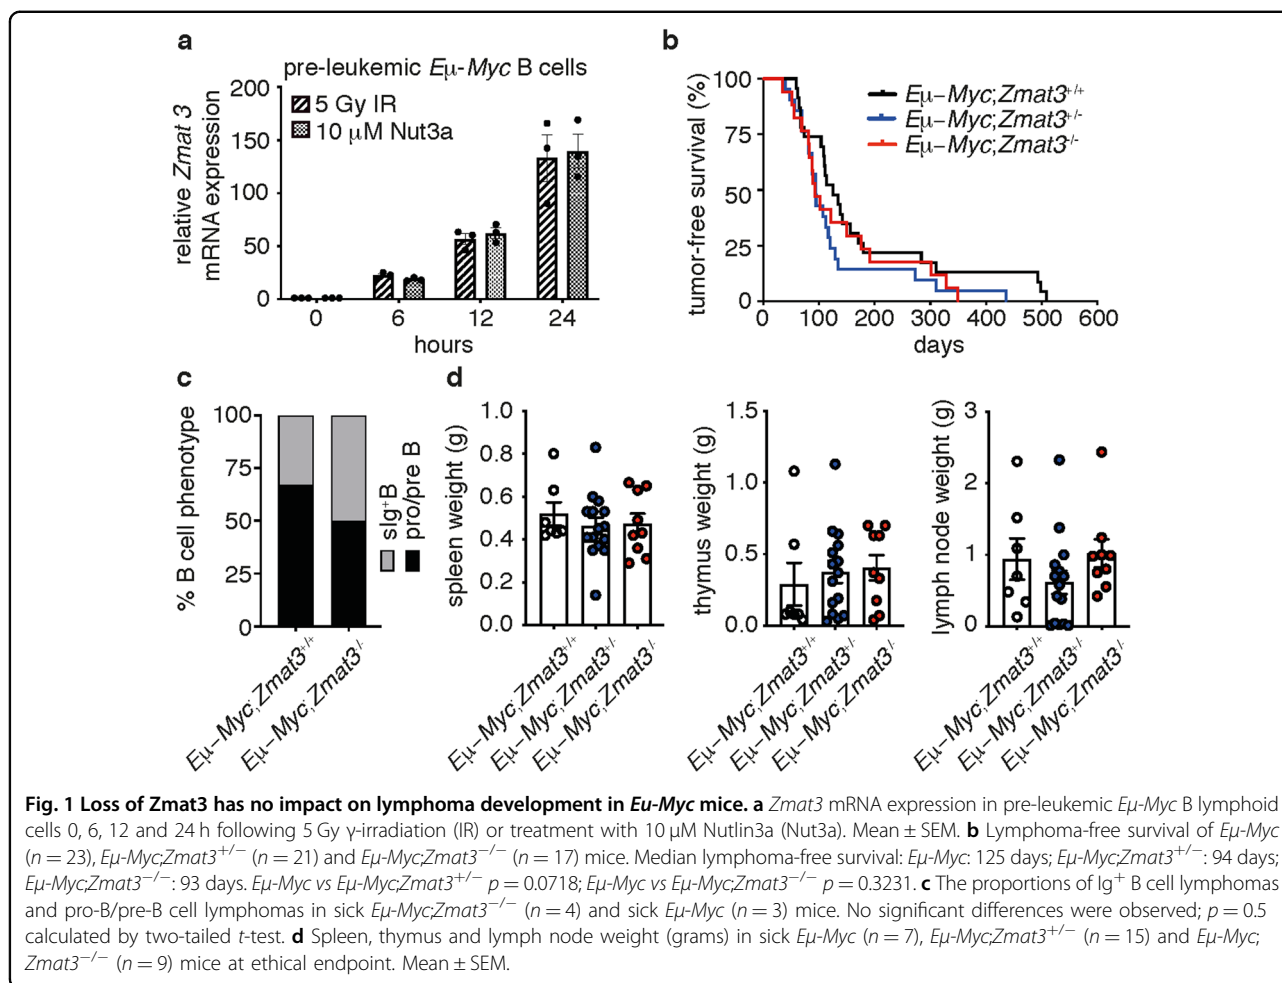 a
pre-leukemic Eμ-Myc B cells
relative Zmat 3
mRNA expression
200
150
100
50
0
5 Gy IR
10 μM Nut3a
0
6
12
24
hours
b
tumor-free survival (%)
100
75
50
25
0
Eμ–Myc;Zmat3+/+
Eμ–Myc;Zmat3+/-
Eμ–Myc;Zmat3-/-
0
100
200
300
400
500
600
days
c
% B cell phenotype
100
75
50
25
0
sIg+B
pro/pre B
Eμ–Myc;Zmat3+/+
Eμ–Myc;Zmat3-/-
d
spleen weight (g)
1.0
0.8
0.6
0.4
0.2
0.0
Eμ–Myc;Zmat3+/+
Eμ–Myc;Zmat3+/-
Eμ–Myc;Zmat3-/-
thymus weight (g)
1.5
1.0
0.5
0.0
Eμ–Myc;Zmat3+/+
Eμ–Myc;Zmat3+/-
Eμ–Myc;Zmat3-/-
lymph node weight (g)
3
2
1
0
Eμ–Myc;Zmat3+/+
Eμ–Myc;Zmat3+/-
Eμ–Myc;Zmat3-/-
Fig. 1 Loss of Zmat3 has no impact on lymphoma development in Eu-Myc mice. a Zmat3 mRNA expression in pre-leukemic Eμ-Myc B lymphoid
cells 0, 6, 12 and 24 h following 5 Gy γ-irradiation (IR) or treatment with 10 μM Nutlin3a (Nut3a). Mean ± SEM. b Lymphoma-free survival of Eμ-Myc
(n = 23), Eμ-Myc;Zmat3+/− (n = 21) and Eμ-Myc;Zmat3−/− (n = 17) mice. Median lymphoma-free survival: Eμ-Myc: 125 days; Eμ-Myc;Zmat3+/−: 94 days;
Eμ-Myc;Zmat3−/−: 93 days. Eμ-Myc vs Eμ-Myc;Zmat3+/− p = 0.0718; Eμ-Myc vs Eμ-Myc;Zmat3−/− p = 0.3231. c The proportions of Ig+ B cell lymphomas
and pro-B/pre-B cell lymphomas in sick Eμ-Myc;Zmat3−/− (n = 4) and sick Eμ-Myc (n = 3) mice. No significant differences were observed; p = 0.5
calculated by two-tailed t-test. d Spleen, thymus and lymph node weight (grams) in sick Eμ-Myc (n = 7), Eμ-Myc;Zmat3+/− (n = 15) and Eμ-Myc;
Zmat3−/− (n = 9) mice at ethical endpoint. Mean ± SEM.